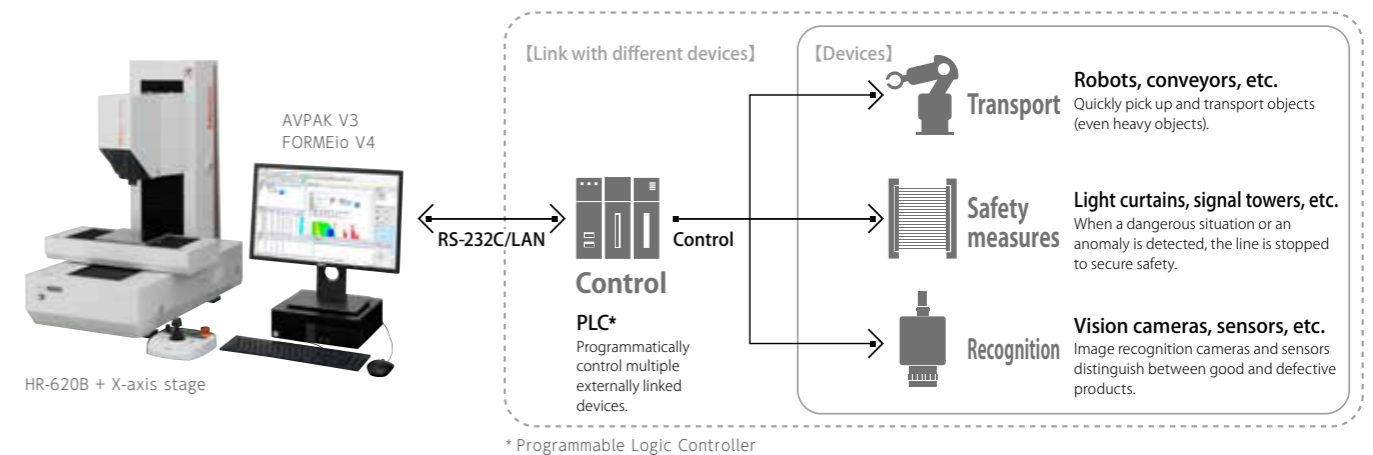 【Link with different devices】
【Devices】
AVPAK V3
FORMEio V4
RS-232C/LAN
HR-620B + X-axis stage
Control
PLC*
Programmatically
control multiple
externally linked
devices.
Control
Transport
Robots, conveyors, etc.
Quickly pick up and transport objects
(even heavy objects).
Safety
measures
Light curtains, signal towers, etc.
When a dangerous situation or an
anomaly is detected, the line is stopped
to secure safety.
Recognition
Vision cameras, sensors, etc.
Image recognition cameras and sensors
distinguish between good and defective
products.
* Programmable Logic Controller